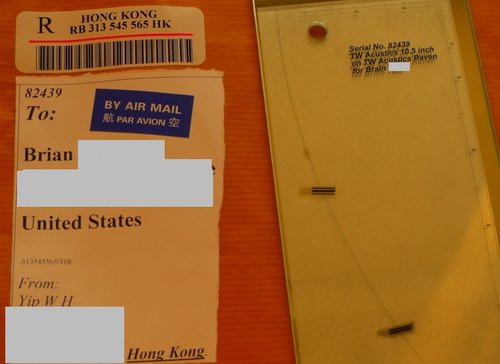 R
HONG KONG
RB 313 545 565 HK
82439
To:
BY AIR MAIL
航 PAR AVION 空
Brian
United States
313545565/108
From:
Yip W H
Hong Kong.
Serial No. 82439
TW Acustics 10.5 inch
on TW Acustics Raven
for Brain